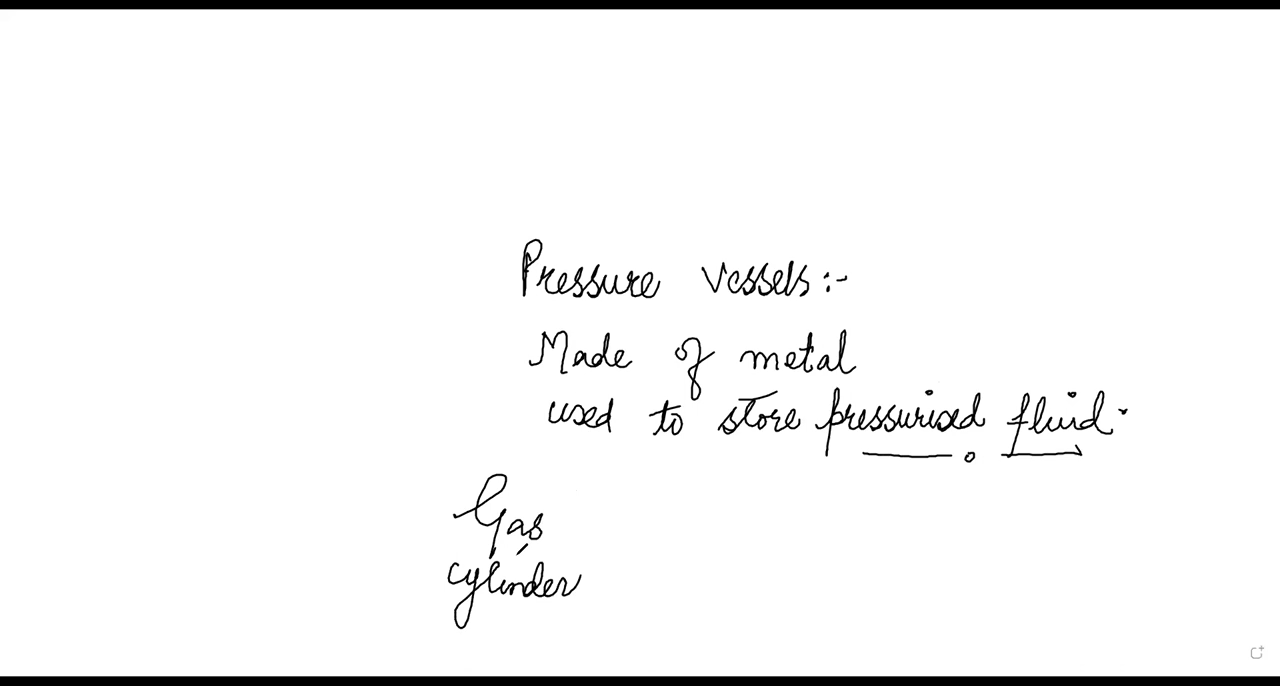 Pressure vessels :-
Made of metal
used to store pressurised fluid.
Gas
cylinder